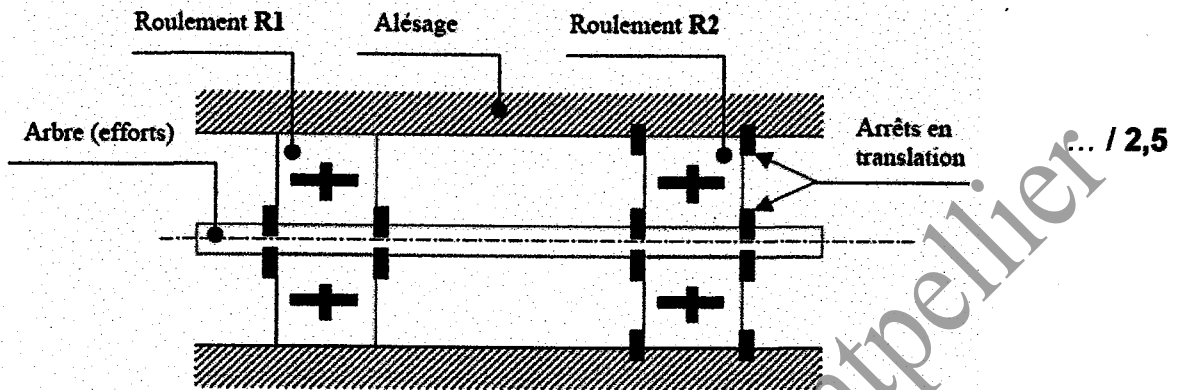 Roulement R1
Alésage
Roulement R2
Arbre (efforts)
Arrêts en
translation
... / 2,5